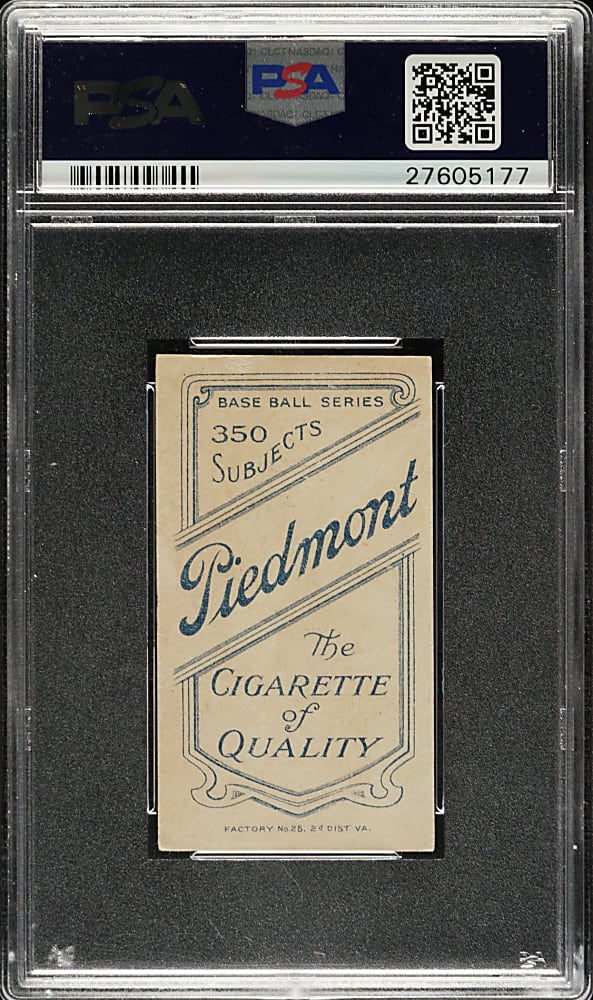 PSA
PSA
27605177
BASE BALL SERIES
350
SUBJECTS
Piedmont
The
CIGARETTE
of
QUALITY
FACTORY No. 25, 2d DIST VA.